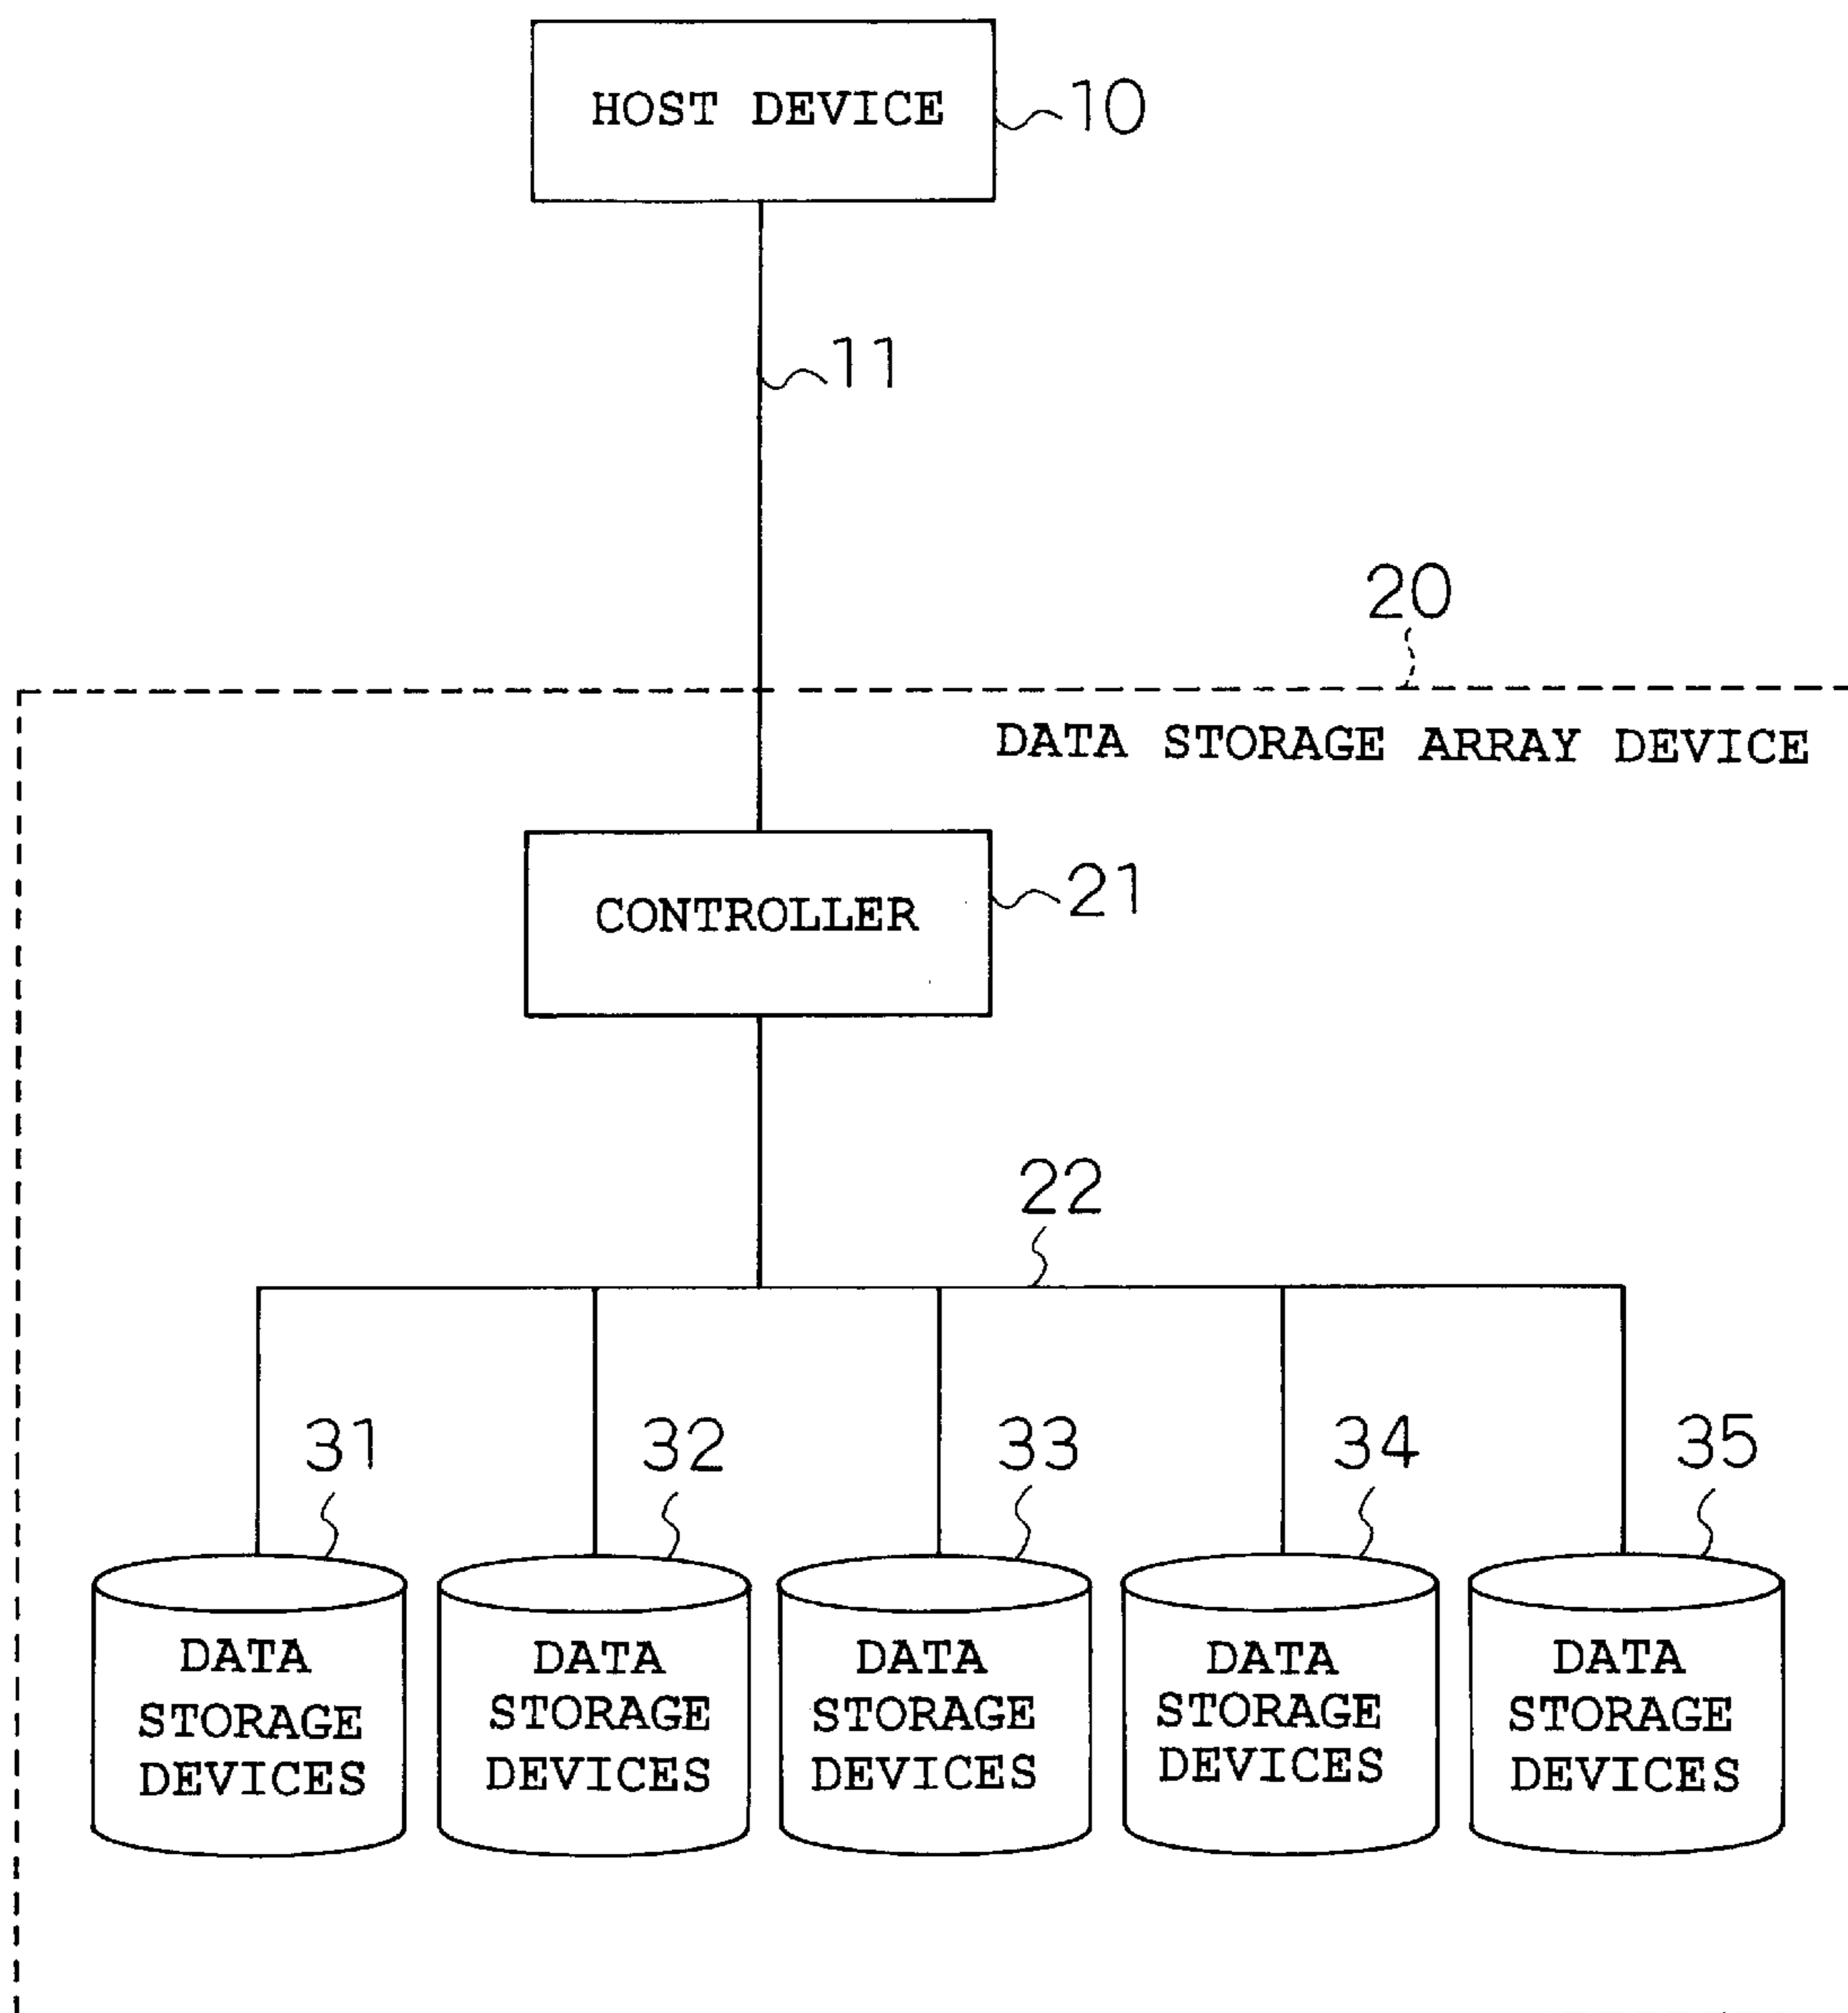 HOST DEVICE
10
11
20
DATA STORAGE ARRAY DEVICE
CONTROLLER
21
22
31
32
33
34
35
DATA
STORAGE
DEVICES
DATA
STORAGE
DEVICES
DATA
STORAGE
DEVICES
DATA
STORAGE
DEVICES
DATA
STORAGE
DEVICES